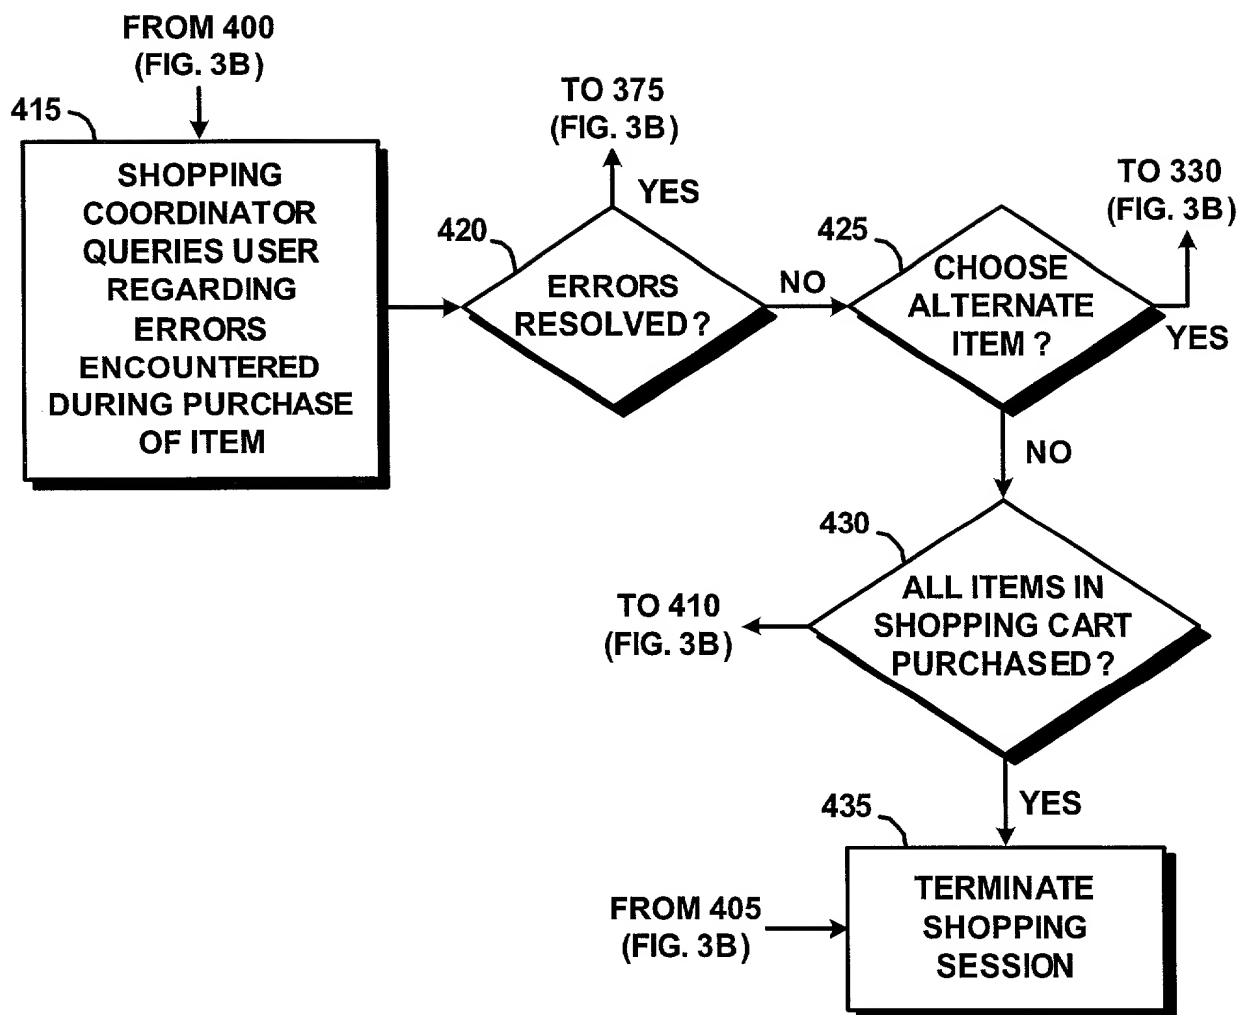 FROM 400
(FIG. 3B)
415
SHOPPING
COORDINATOR
QUERIES USER
REGARDING
ERRORS
ENCOUNTERED
DURING PURCHASE
OF ITEM
TO 375
(FIG. 3B)
YES
420
ERRORS
RESOLVED ?
NO
TO 330
(FIG. 3B)
425
CHOOSE
ALTERNATE
ITEM ?
YES
NO
430
ALL ITEMS IN
SHOPPING CART
PURCHASED ?
TO 410
(FIG. 3B)
YES
435
FROM 405
(FIG. 3B)
TERMINATE
SHOPPING
SESSION